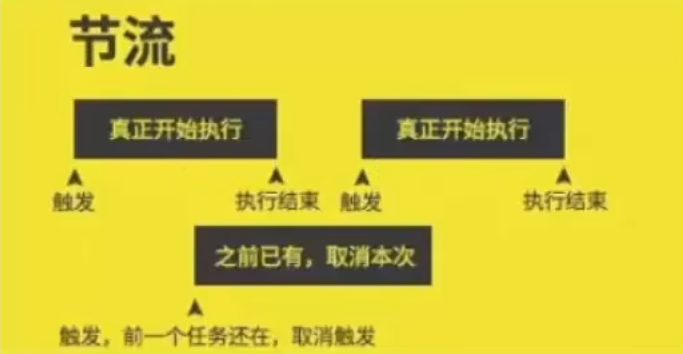 节流
真正开始执行 真正开始执行
触发 执行结束 触发 执行结束
之前已有，取消本次
触发，前一个任务还在，取消触发